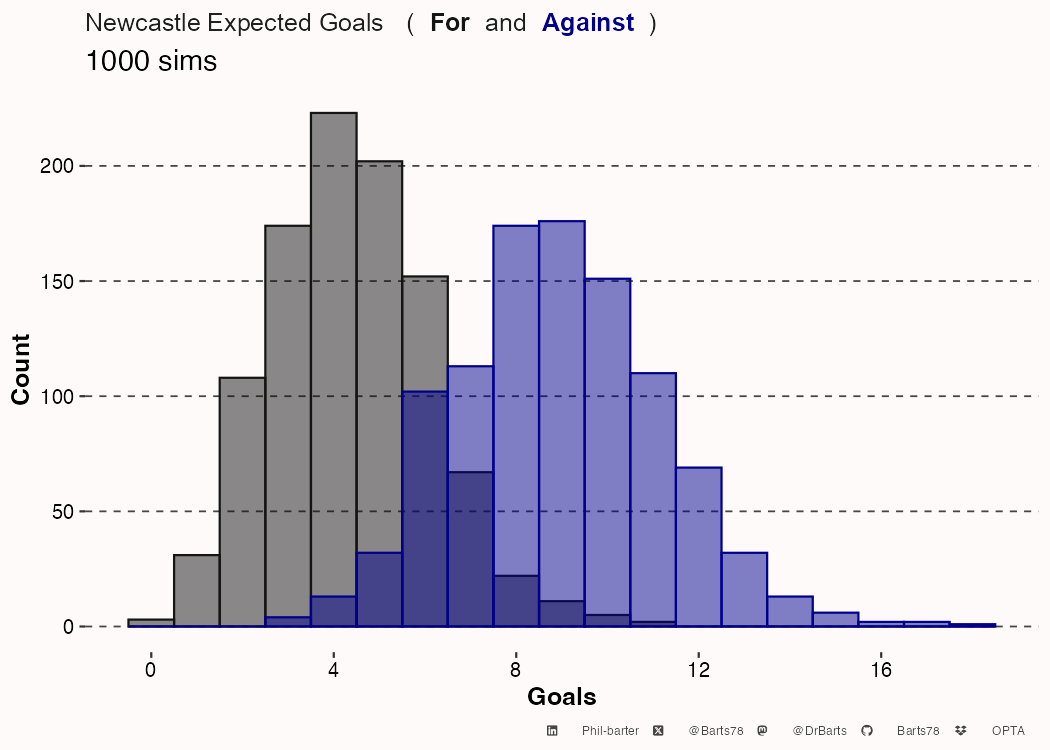 Newcastle Expected Goals ( For and Against )
1000 sims
200
150
100
50
0
Count
0 4 8 12 16
Goals
Phil-barter @Barts78 @DrBarts Barts78 OPTA